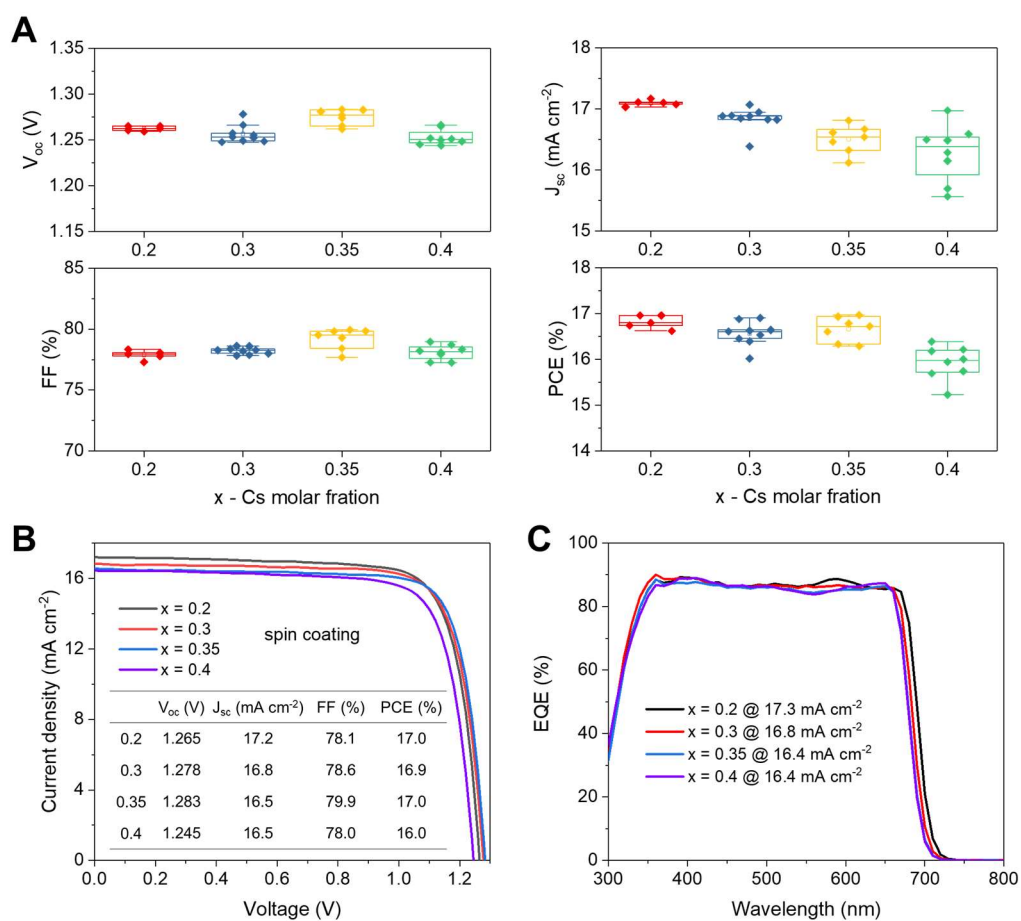 A
1.35
1.30
1.25
1.20
1.15
Voc (V)
0.2 0.3 0.35 0.4
18
17
16
15
Jsc (mA cm-2)
0.2 0.3 0.35 0.4
85
80
75
70
FF (%)
0.2 0.3 0.35 0.4
x - Cs molar fration
18
17
16
15
14
PCE (%)
0.2 0.3 0.35 0.4
x - Cs molar fration
B
20
16
12
8
4
0
Current density (mA cm-2)
x = 0.2
x = 0.3
x = 0.35
x = 0.4
spin coating
Voc (V) Jsc (mA cm-2) FF (%) PCE (%)
0.2 1.265 17.2 78.1 17.0
0.3 1.278 16.8 78.6 16.9
0.35 1.283 16.5 79.9 17.0
0.4 1.245 16.5 78.0 16.0
0.0 0.2 0.4 0.6 0.8 1.0 1.2
Voltage (V)
C
100
80
60
40
20
0
EQE (%)
x = 0.2 @ 17.3 mA cm-2
x = 0.3 @ 16.8 mA cm-2
x = 0.35 @ 16.4 mA cm-2
x = 0.4 @ 16.4 mA cm-2
300 400 500 600 700 800
Wavelength (nm)